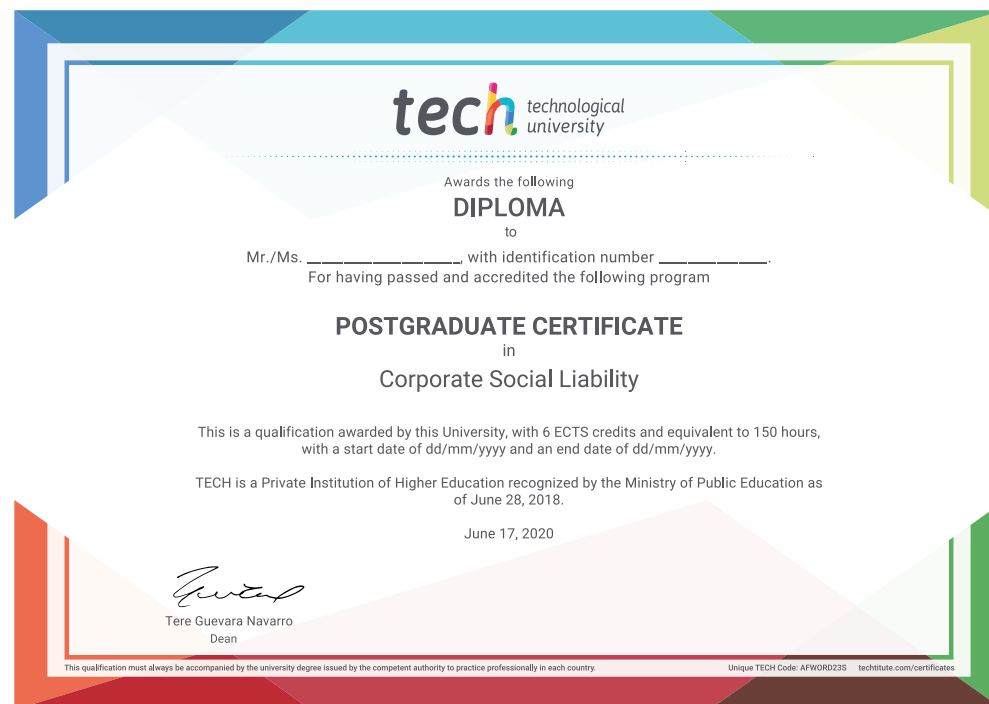 tech technological
university
Awards the following
DIPLOMA
to
Mr./Ms. ____________________, with identification number ______________.
For having passed and accredited the following program
POSTGRADUATE CERTIFICATE
in
Corporate Social Liability
This is a qualification awarded by this University, with 6 ECTS credits and equivalent to 150 hours,
with a start date of dd/mm/yyyy and an end date of dd/mm/yyyy.
TECH is a Private Institution of Higher Education recognized by the Ministry of Public Education as
of June 28, 2018.
June 17, 2020
Tere Guevara Navarro
Dean
This qualification must always be accompanied by the university degree issued by the competent authority to practice professionally in each country.
Unique TECH Code: AFWORD23S techtitute.com/certificates